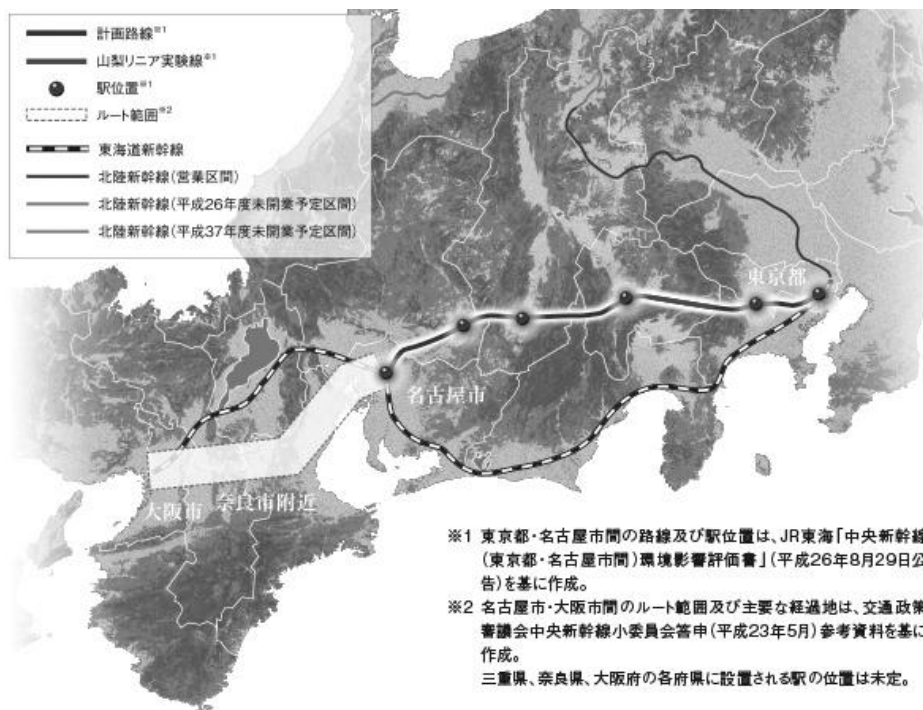 計画路線※1
山梨リニア実験線※1
駅位置※1
ルート範囲※2
東海道新幹線
北陸新幹線(営業区間)
北陸新幹線(平成26年度末開業予定区間)
北陸新幹線(平成37年度末開業予定区間)
東京都
名古屋市
大阪市
奈良市附近
※1 東京都・名古屋市間の路線及び駅位置は、JR東海「中央新幹線
(東京都・名古屋市間)環境影響評価書」(平成26年8月29日公
告)を基に作成。
※2 名古屋市・大阪市間のルート範囲及び主要な経過地は、交通政策
審議会中央新幹線小委員会答申(平成23年5月)参考資料を基に
作成。
三重県、奈良県、大阪府の各府県に設置される駅の位置は未定。